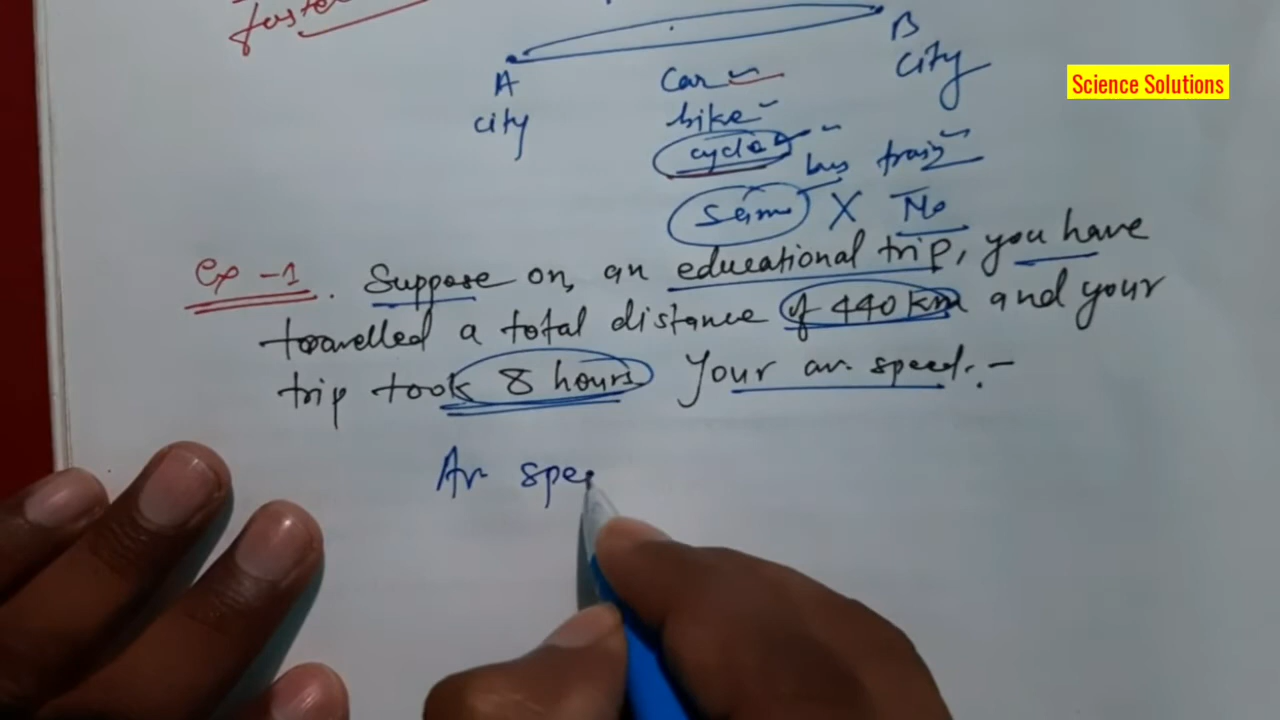 faste
A
B
city
city
Car
bike
cycle
bus train
X No
Science Solutions
ex -1. Suppose on, an educational trip, you have
travelled a total distance of 440 km and your
trip took 8 hours. Your av. speed:-
Av spe